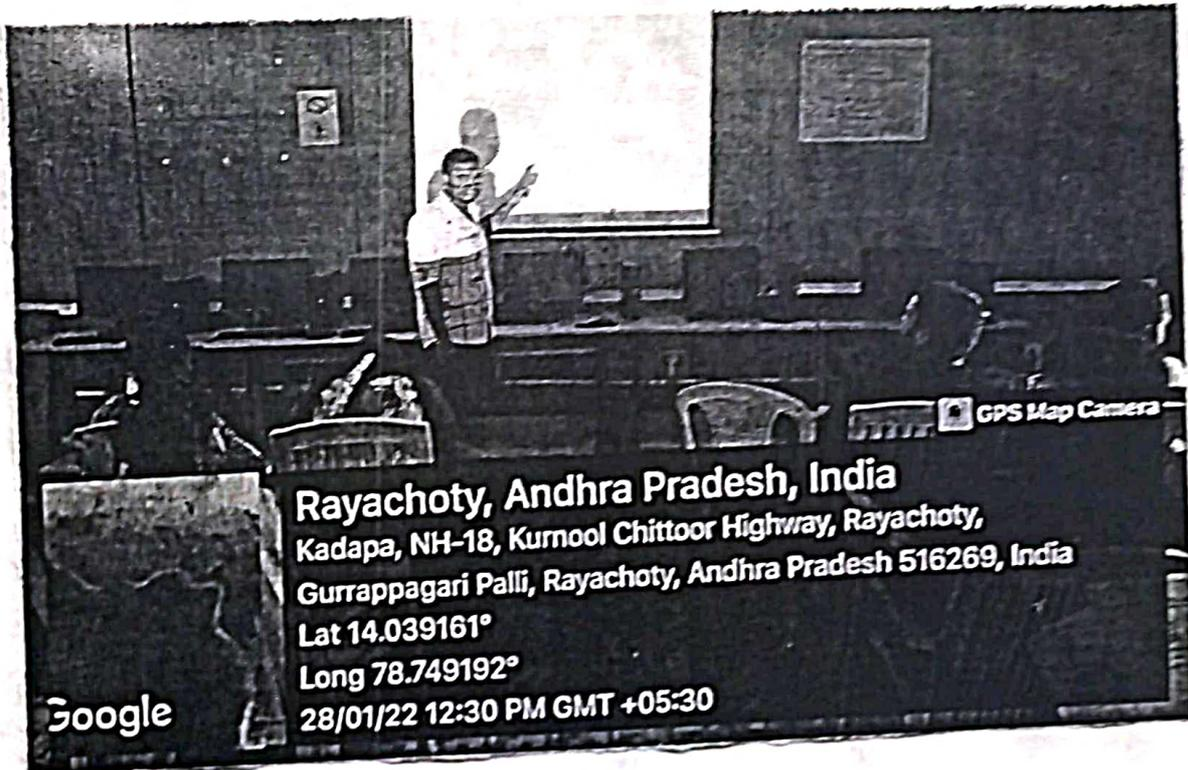 GPS Map Camera
Rayachoty, Andhra Pradesh, India
Kadapa, NH-18, Kurnool Chittoor Highway, Rayachoty,
Gurrappagari Palli, Rayachoty, Andhra Pradesh 516269, India
Lat 14.039161°
Long 78.749192°
28/01/22 12:30 PM GMT +05:30
Google